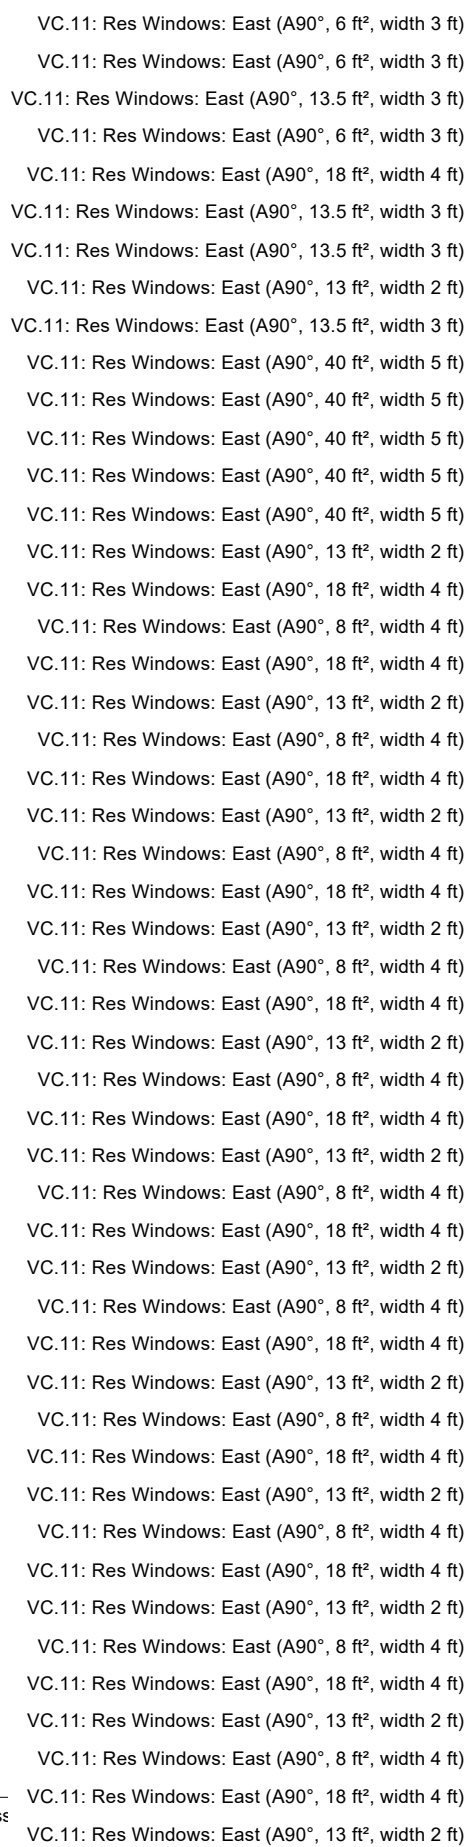 VC.11: Res Windows: East (A90°, 6 ft², width 3 ft)
VC.11: Res Windows: East (A90°, 6 ft², width 3 ft)
VC.11: Res Windows: East (A90°, 13.5 ft², width 3 ft)
VC.11: Res Windows: East (A90°, 6 ft², width 3 ft)
VC.11: Res Windows: East (A90°, 18 ft², width 4 ft)
VC.11: Res Windows: East (A90°, 13.5 ft², width 3 ft)
VC.11: Res Windows: East (A90°, 13.5 ft², width 3 ft)
VC.11: Res Windows: East (A90°, 13 ft², width 2 ft)
VC.11: Res Windows: East (A90°, 13.5 ft², width 3 ft)
VC.11: Res Windows: East (A90°, 40 ft², width 5 ft)
VC.11: Res Windows: East (A90°, 40 ft², width 5 ft)
VC.11: Res Windows: East (A90°, 40 ft², width 5 ft)
VC.11: Res Windows: East (A90°, 40 ft², width 5 ft)
VC.11: Res Windows: East (A90°, 40 ft², width 5 ft)
VC.11: Res Windows: East (A90°, 13 ft², width 2 ft)
VC.11: Res Windows: East (A90°, 18 ft², width 4 ft)
VC.11: Res Windows: East (A90°, 8 ft², width 4 ft)
VC.11: Res Windows: East (A90°, 18 ft², width 4 ft)
VC.11: Res Windows: East (A90°, 13 ft², width 2 ft)
VC.11: Res Windows: East (A90°, 8 ft², width 4 ft)
VC.11: Res Windows: East (A90°, 18 ft², width 4 ft)
VC.11: Res Windows: East (A90°, 13 ft², width 2 ft)
VC.11: Res Windows: East (A90°, 8 ft², width 4 ft)
VC.11: Res Windows: East (A90°, 18 ft², width 4 ft)
VC.11: Res Windows: East (A90°, 13 ft², width 2 ft)
VC.11: Res Windows: East (A90°, 8 ft², width 4 ft)
VC.11: Res Windows: East (A90°, 18 ft², width 4 ft)
VC.11: Res Windows: East (A90°, 13 ft², width 2 ft)
VC.11: Res Windows: East (A90°, 8 ft², width 4 ft)
VC.11: Res Windows: East (A90°, 18 ft², width 4 ft)
VC.11: Res Windows: East (A90°, 13 ft², width 2 ft)
VC.11: Res Windows: East (A90°, 8 ft², width 4 ft)
VC.11: Res Windows: East (A90°, 18 ft², width 4 ft)
VC.11: Res Windows: East (A90°, 13 ft², width 2 ft)
VC.11: Res Windows: East (A90°, 8 ft², width 4 ft)
VC.11: Res Windows: East (A90°, 18 ft², width 4 ft)
VC.11: Res Windows: East (A90°, 13 ft², width 2 ft)
VC.11: Res Windows: East (A90°, 8 ft², width 4 ft)
VC.11: Res Windows: East (A90°, 18 ft², width 4 ft)
VC.11: Res Windows: East (A90°, 13 ft², width 2 ft)
VC.11: Res Windows: East (A90°, 8 ft², width 4 ft)
VC.11: Res Windows: East (A90°, 18 ft², width 4 ft)
VC.11: Res Windows: East (A90°, 13 ft², width 2 ft)
VC.11: Res Windows: East (A90°, 8 ft², width 4 ft)
VC.11: Res Windows: East (A90°, 18 ft², width 4 ft)
VC.11: Res Windows: East (A90°, 13 ft², width 2 ft)
VC.11: Res Windows: East (A90°, 8 ft², width 4 ft)
VC.11: Res Windows: East (A90°, 18 ft², width 4 ft)
VC.11: Res Windows: East (A90°, 13 ft², width 2 ft)